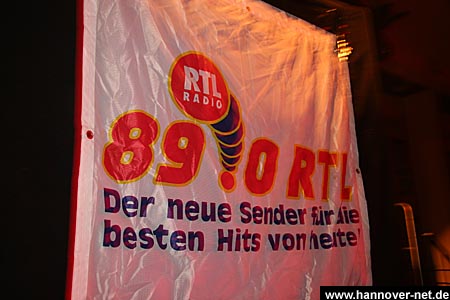 RTL
RADIO
89.0 RTL
Der neue Sender für die
besten Hits von heute!
www.hannover-net.de